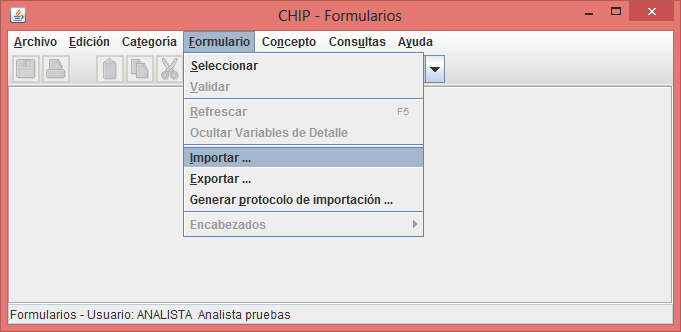 CHIP - Formularios
Archivo Edición Categoría Formulario Concepto Consultas Ayuda
Seleccionar
Validar
Refrescar F5
Ocultar Variables de Detalle
Importar ...
Exportar ...
Generar protocolo de importación ...
Encabezados
Formularios - Usuario: ANALISTA Analista pruebas